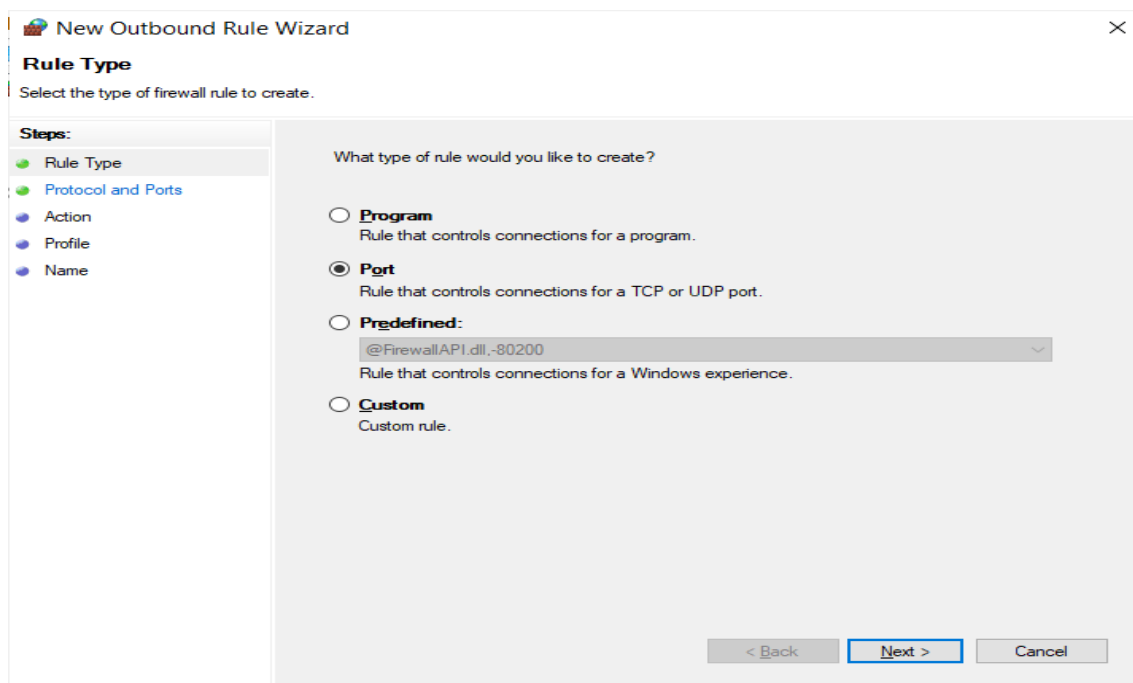 New Outbound Rule Wizard
Rule Type
Select the type of firewall rule to create.
Steps:
Rule Type
Protocol and Ports
Action
Profile
Name
What type of rule would you like to create?
Program
Rule that controls connections for a program.
Port
Rule that controls connections for a TCP or UDP port.
Predefined:
@FirewallAPI.dll,-80200
Rule that controls connections for a Windows experience.
Custom
Custom rule.
< Back Next > Cancel